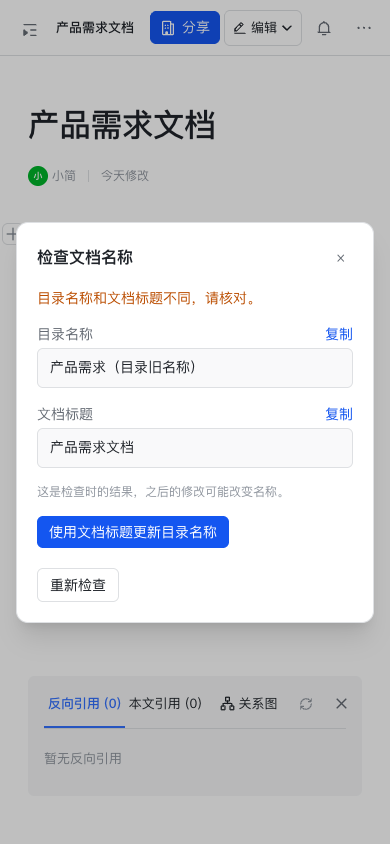 产品需求文档
分享
编辑
产品需求文档
小 小简 今天修改
检查文档名称
目录名称和文档标题不同，请核对。
目录名称 复制
产品需求（目录旧名称）
文档标题 复制
产品需求文档
这是检查时的结果，之后的修改可能改变名称。
使用文档标题更新目录名称
重新检查
反向引用 (0) 本文引用 (0) 关系图
暂无反向引用